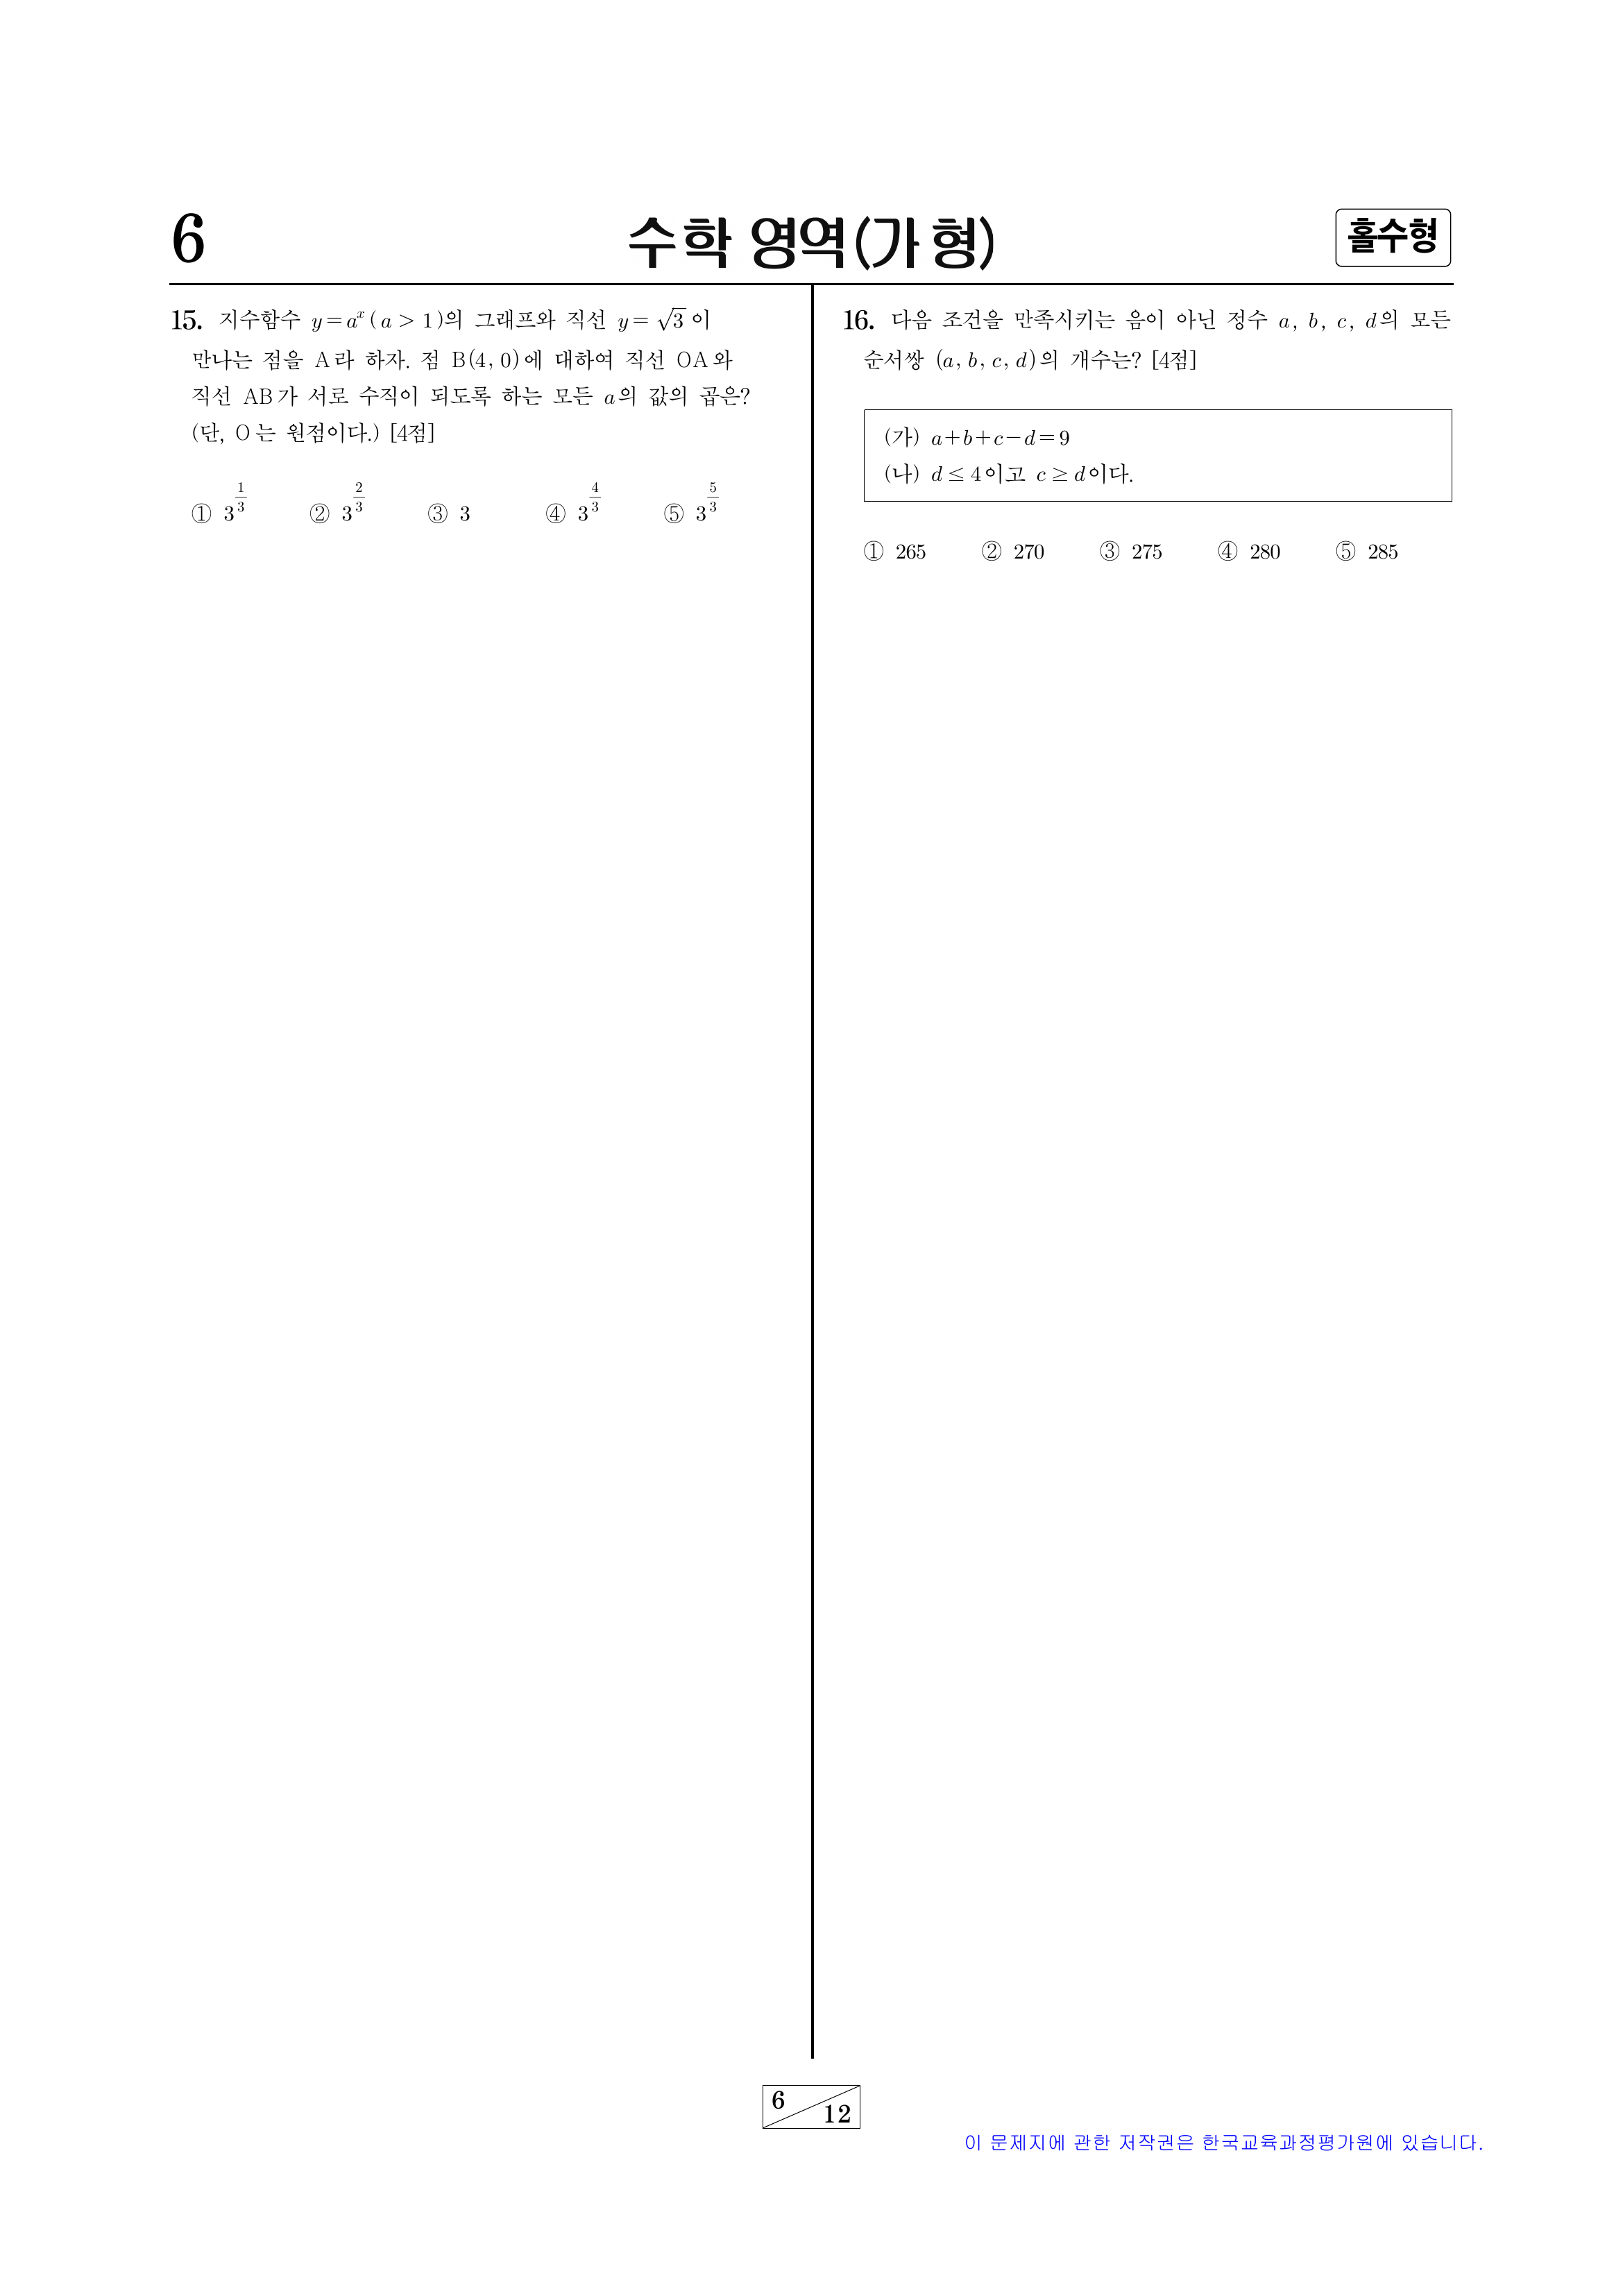 6
수학 영역(가 형)
홀수형
15. 지수함수 y=aˣ ( a > 1 )의 그래프와 직선 y= √3 이
만나는 점을 A라 하자. 점 B(4, 0)에 대하여 직선 OA와
직선 AB가 서로 수직이 되도록 하는 모든 a의 값의 곱은?
(단, O는 원점이다.) [4점]
① 3^(1/3) ② 3^(2/3) ③ 3 ④ 3^(4/3) ⑤ 3^(5/3)
16. 다음 조건을 만족시키는 음이 아닌 정수 a, b, c, d의 모든
순서쌍 (a, b, c, d)의 개수는? [4점]
(가) a+b+c-d=9
(나) d ≤ 4이고 c ≥ d이다.
① 265 ② 270 ③ 275 ④ 280 ⑤ 285
6
12
이 문제지에 관한 저작권은 한국교육과정평가원에 있습니다.